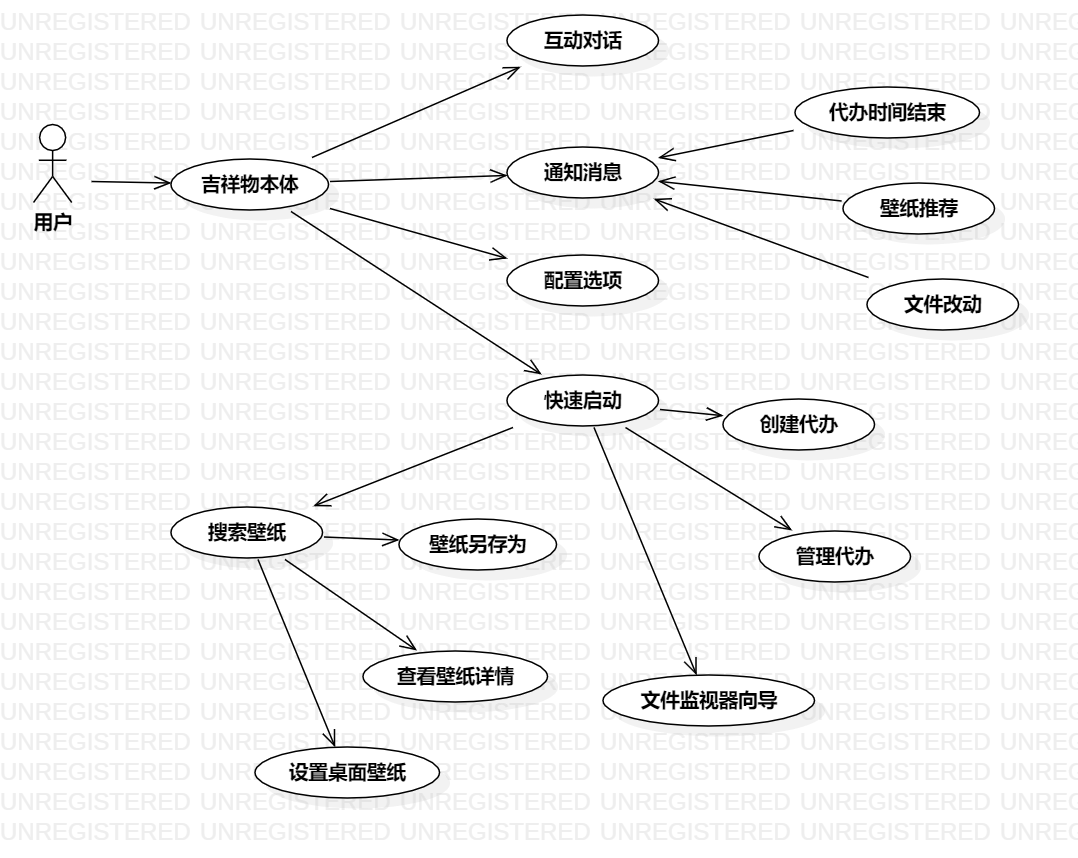 互动对话
代办时间结束
通知消息
吉祥物本体
壁纸推荐
用户
配置选项
文件改动
快速启动
创建代办
搜索壁纸
壁纸另存为
管理代办
查看壁纸详情
文件监视器向导
设置桌面壁纸